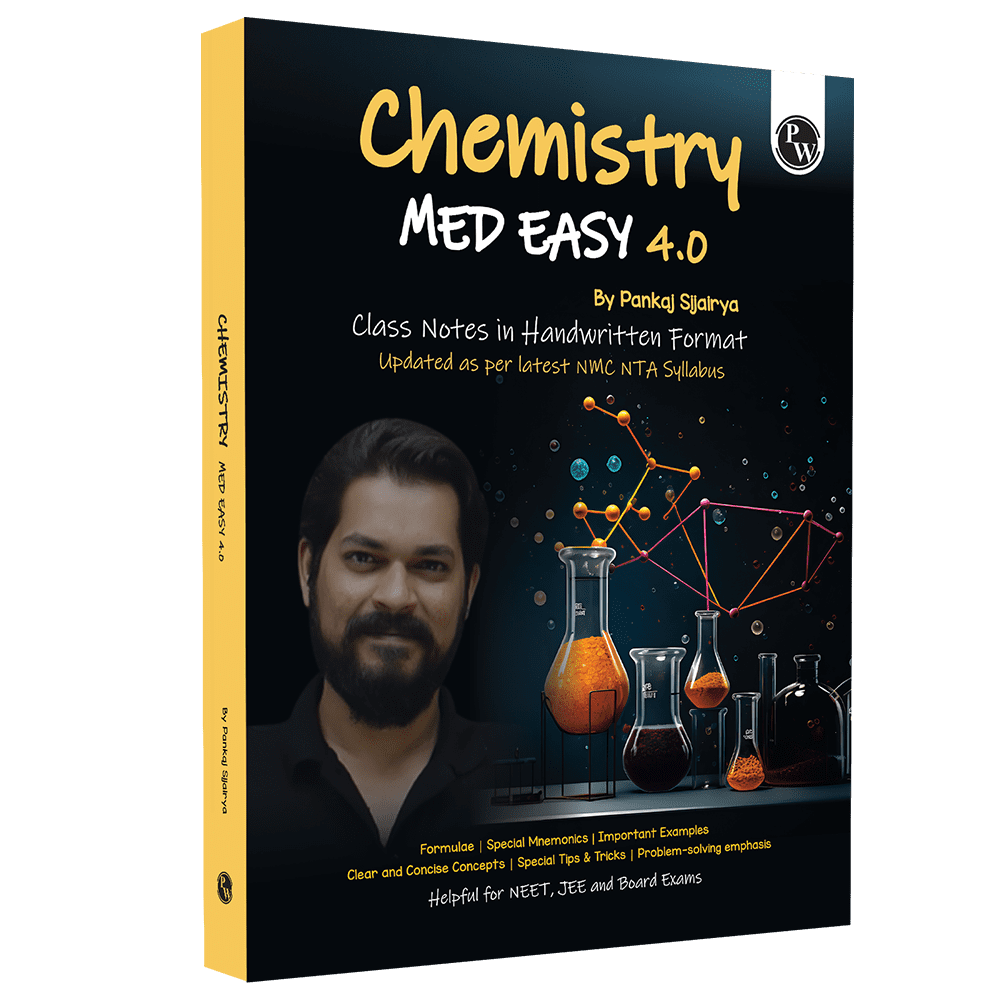 Chemistry
MED EASY 4.0
By Pankaj Sijairya
Class Notes in Handwritten Format
Updated as per latest NMC NTA Syllabus
Formulae | Special Mnemonics | Important Examples
Clear and Concise Concepts | Special Tips & Tricks | Problem-solving emphasis
Helpful for NEET, JEE and Board Exams
PW
CHEMISTRY MED EASY 4.0
By Pankaj Sijairya
PW